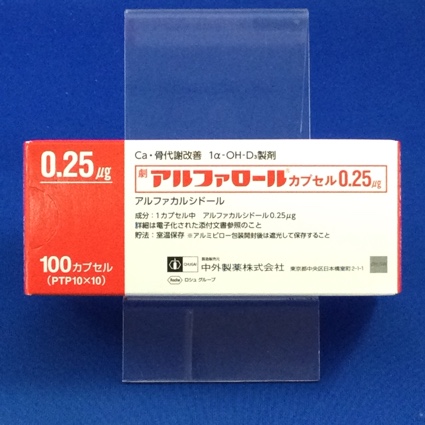 0.25μg
Ca・骨代謝改善 1α-OH-D₃製剤
劇 アルファロール®カプセル0.25μg
アルファカルシドール
成分：1カプセル中 アルファカルシドール0.25μg
詳細は電子化された添付文書参照のこと
貯法：室温保存 ※アルミピロー包装開封後は遮光して保存すること
100カプセル
(PTP10×10)
CHUGAI
製造販売元
中外製薬株式会社 東京都中央区日本橋室町2-1-1
Roche ロシュ グループ